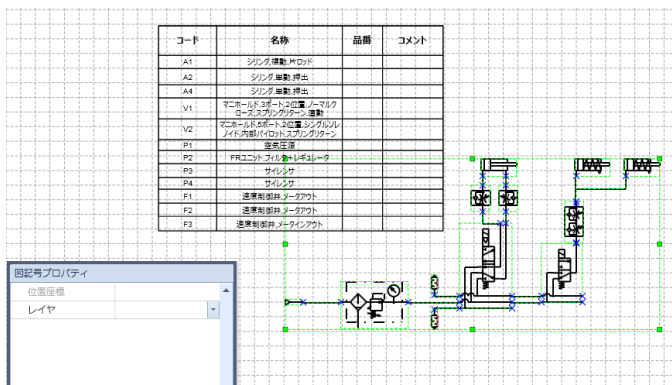 コード 名称 品番 コメント
A1 シリンダ,複動,片ロッド
A2 シリンダ,単動,押出
A4 シリンダ,単動,押出
V1 マニホールド,3ポート,2位置,ノーマルク
ローズ,スプリングリターン,直動
V2 マニホールド,5ポート,2位置,シングルソレ
ノイド,内部パイロット,スプリングリターン
P1 空気圧源
P2 FRユニット,フィルタ+レギュレータ
P3 サイレンサ
P4 サイレンサ
F1 速度制御弁,メータアウト
F2 速度制御弁,メータアウト
F3 速度制御弁,メータインアウト
図記号プロパティ
位置座標
レイヤ